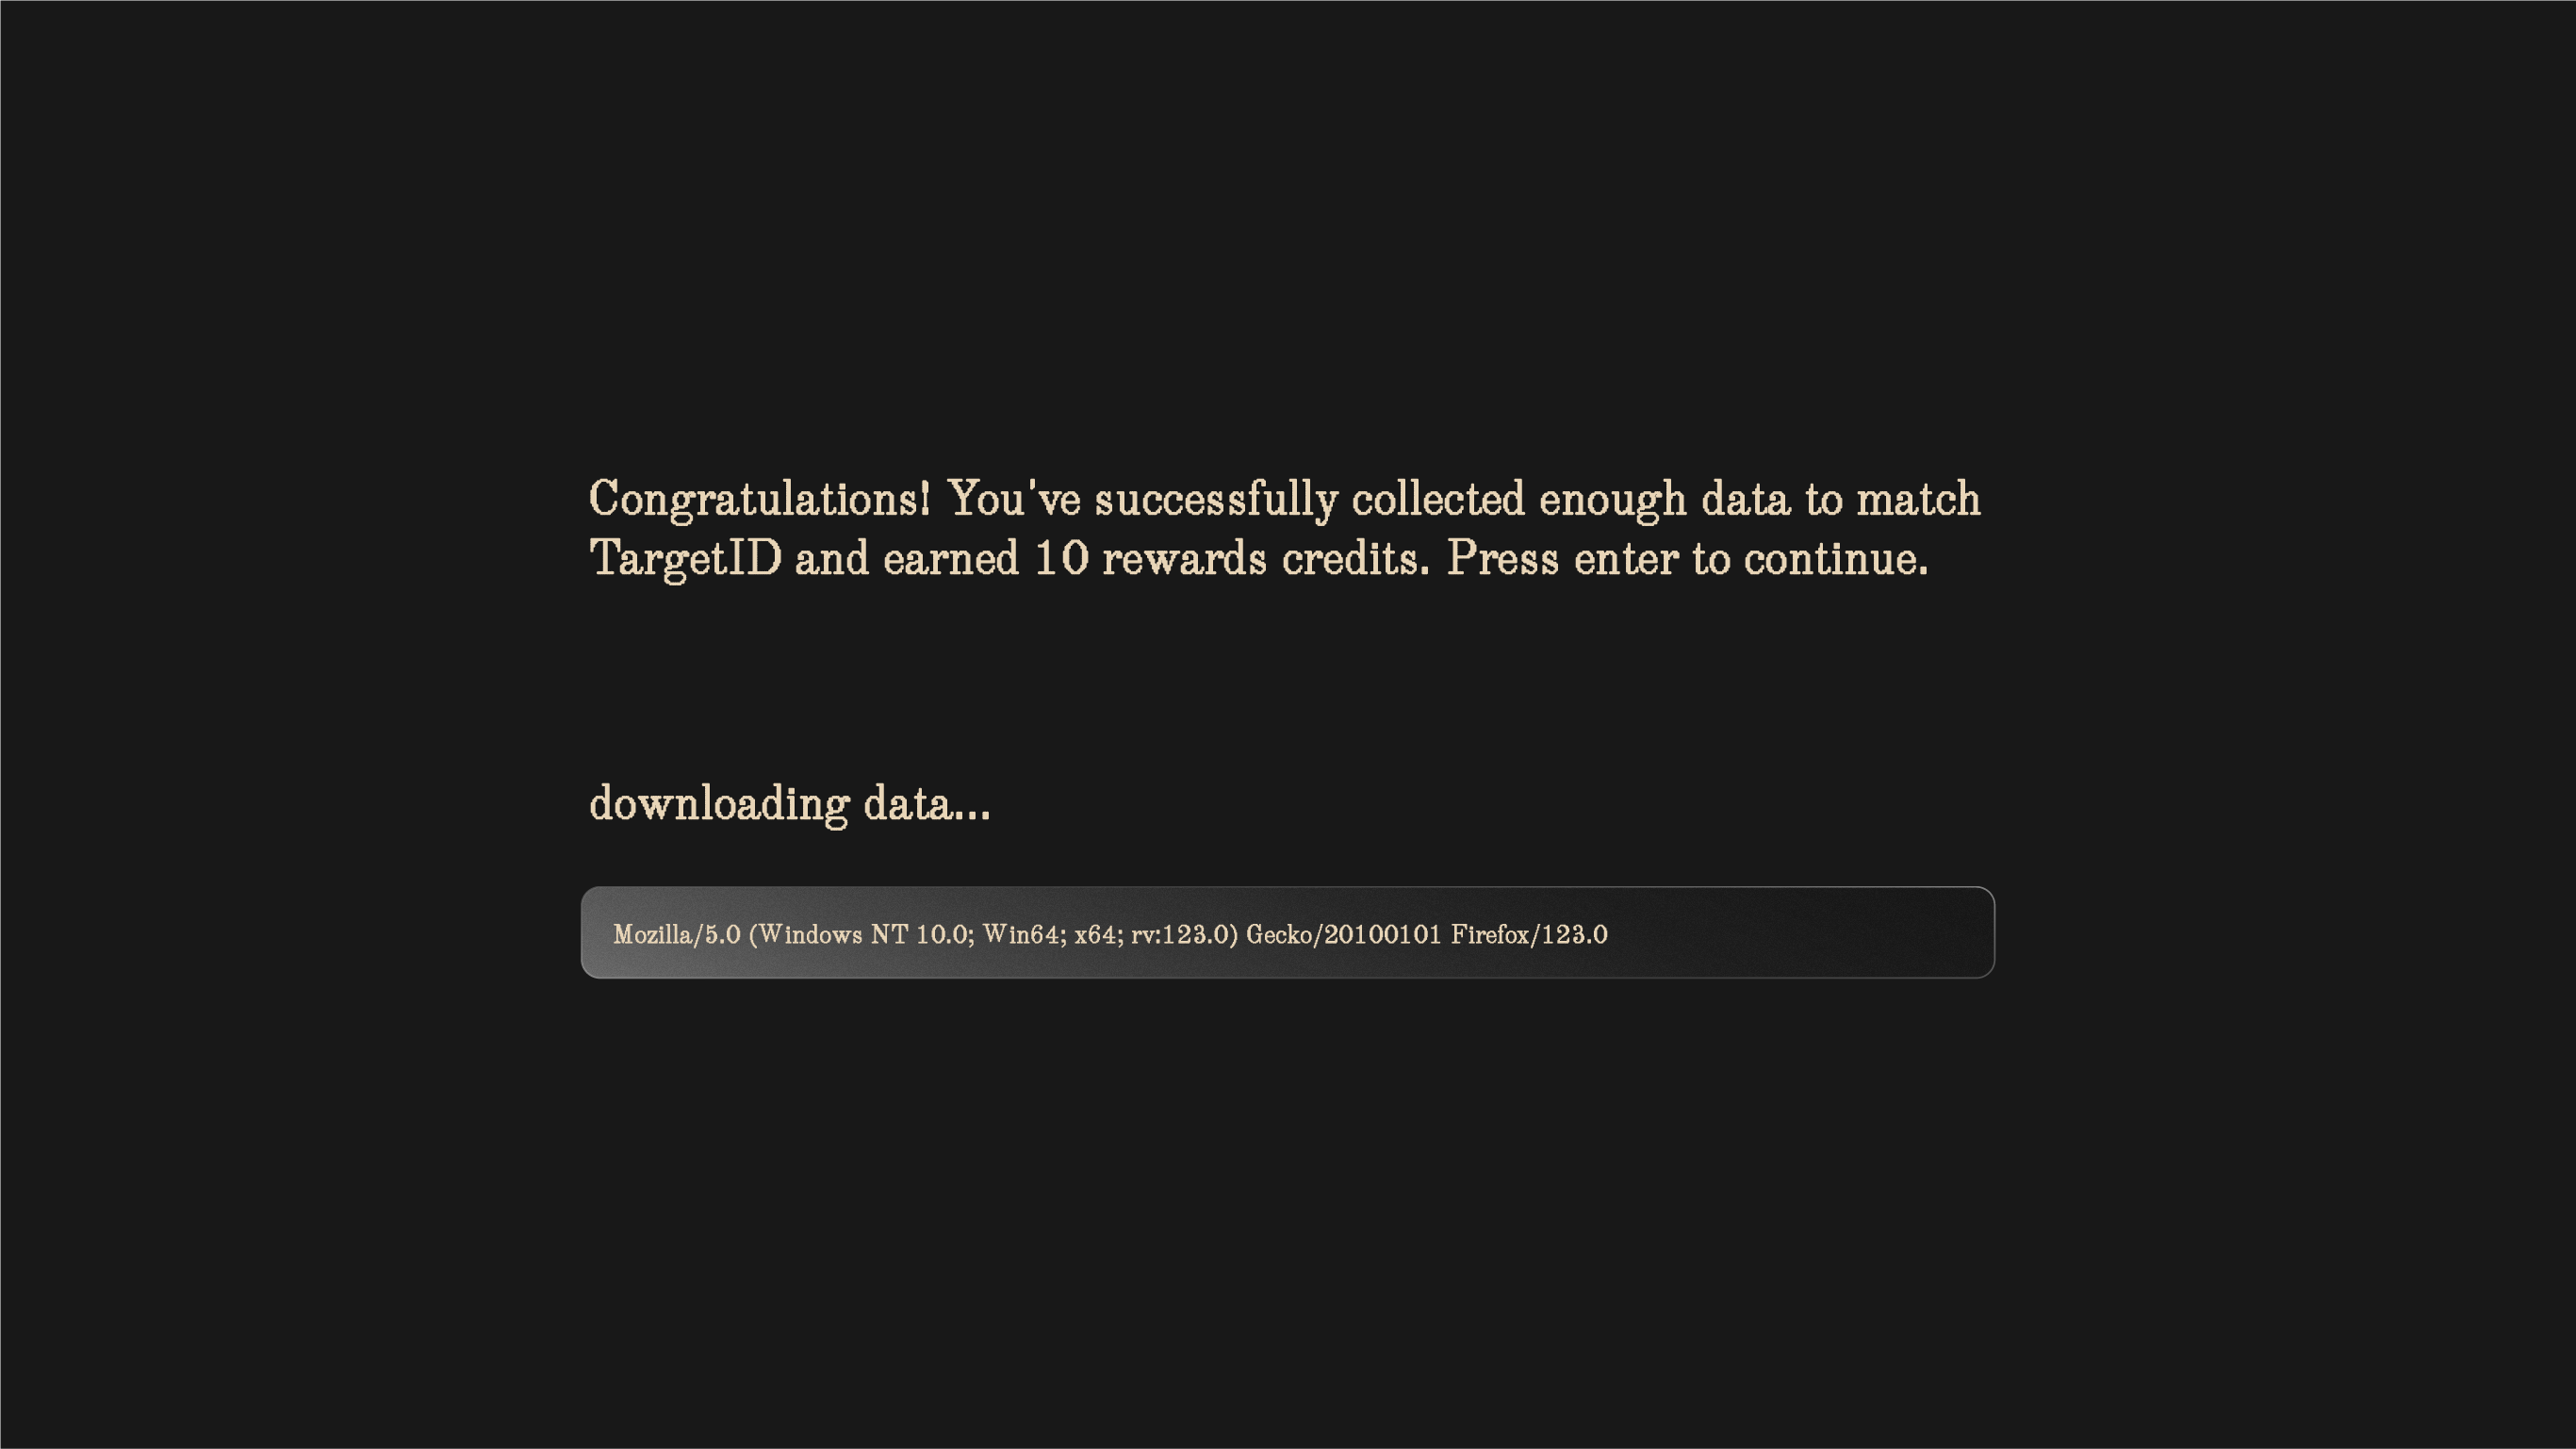 Congratulations! You've successfully collected enough data to match
TargetID and earned 10 rewards credits. Press enter to continue.
downloading data...
Mozilla/5.0 (Windows NT 10.0; Win64; x64; rv:123.0) Gecko/20100101 Firefox/123.0